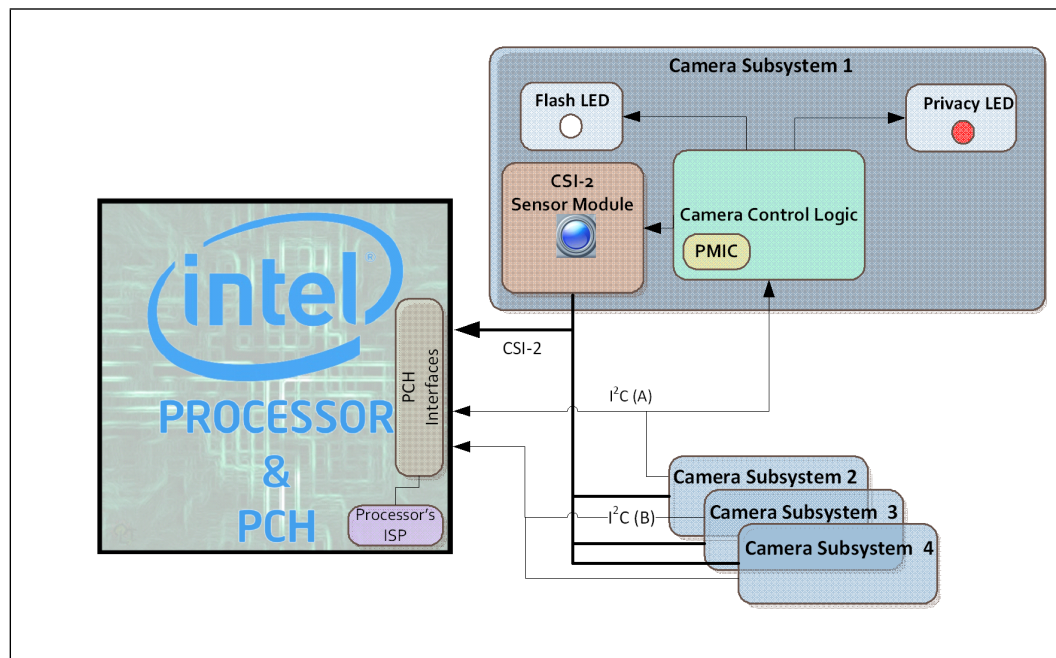 Camera Subsystem 1
Flash LED
Privacy LED
CSI-2
Sensor Module
Camera Control Logic
PMIC
intel
®
PCH
Interfaces
CSI-2
PROCESSOR
&
PCH
I²C (A)
Processor's
ISP
Camera Subsystem 2
Camera Subsystem 3
I²C (B)
Camera Subsystem 4